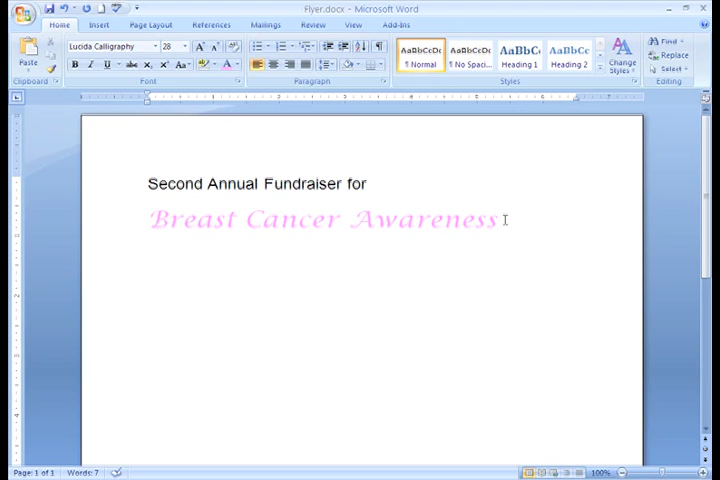 Flyer.docx - Microsoft Word
Home Insert Page Layout References Mailings Review View Add-Ins
Lucida Calligraphy 28
AaBbCcDc AaBbCcDc AaBbC AaBbCc
Paste
¶ Normal ¶ No Spaci... Heading 1 Heading 2
Change Styles
Find
Replace
Select
Clipboard Font Paragraph Styles Editing
Second Annual Fundraiser for
Breast Cancer Awareness
Page: 1 of 1 Words: 7 100%